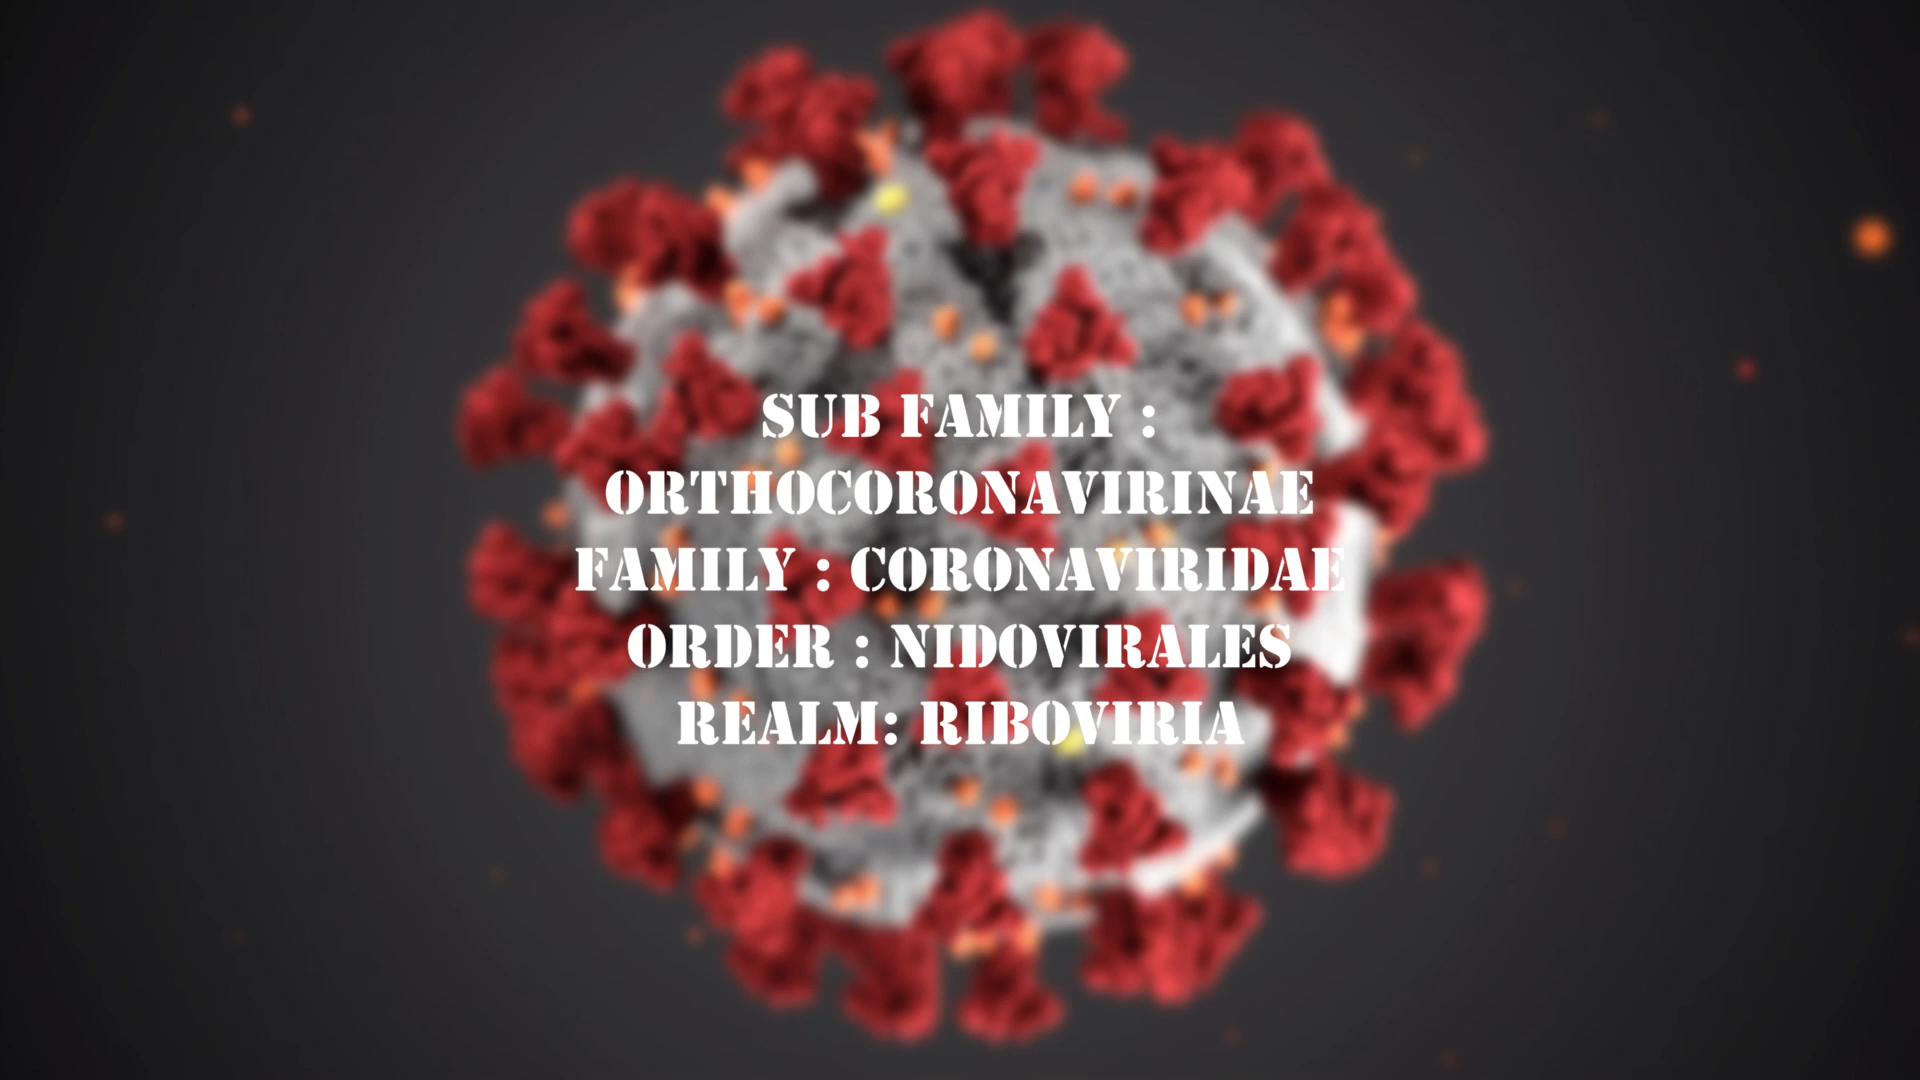 SUB FAMILY :
ORTHOCORONAVIRINAE
FAMILY : CORONAVIRIDAE
ORDER : NIDOVIRALES
REALM: RIBOVIRIA